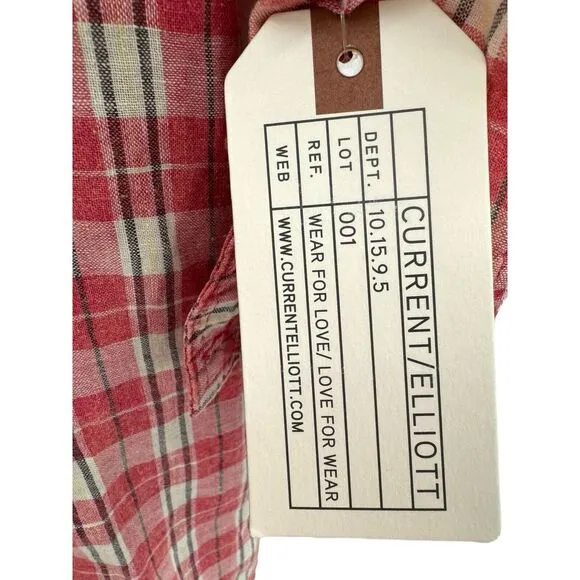 CURRENT/ELLIOTT
DEPT. 10.15.9.5
LOT 001
REF. WEAR FOR LOVE/ LOVE FOR WEAR
WEB WWW.CURRENTELLIOTT.COM